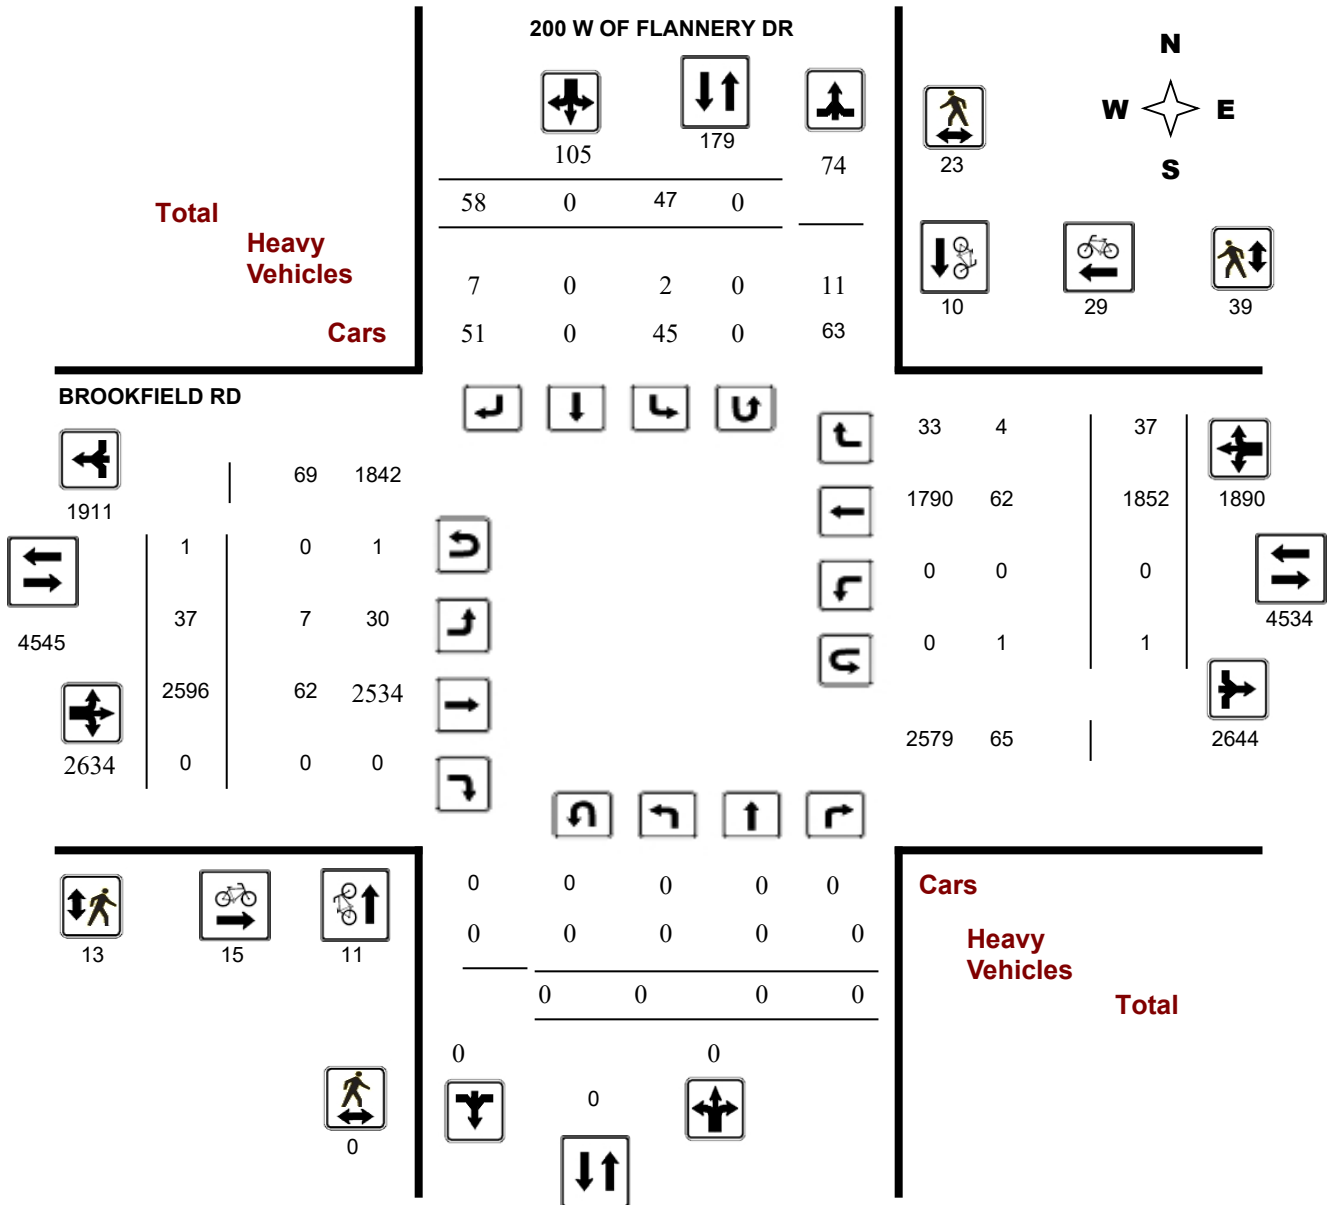 200 W OF FLANNERY DR
N
W E
S
105
179
74
23
58 0 47 0
Total
Heavy
Vehicles
7 0 2 0 11
10 29 39
Cars
51 0 45 0 63
BROOKFIELD RD
33 4 37
69 1842
1911
1790 62 1852 1890
1 0 1
0 0 0
4534
37 7 30
4545
0 1 1
2596 62 2534
2579 65 2644
2634 0 0 0
0 0 0 0 0
Cars
13 15 11
0 0 0 0 0
Heavy
Vehicles
0 0 0 0
Total
0 0
0
0